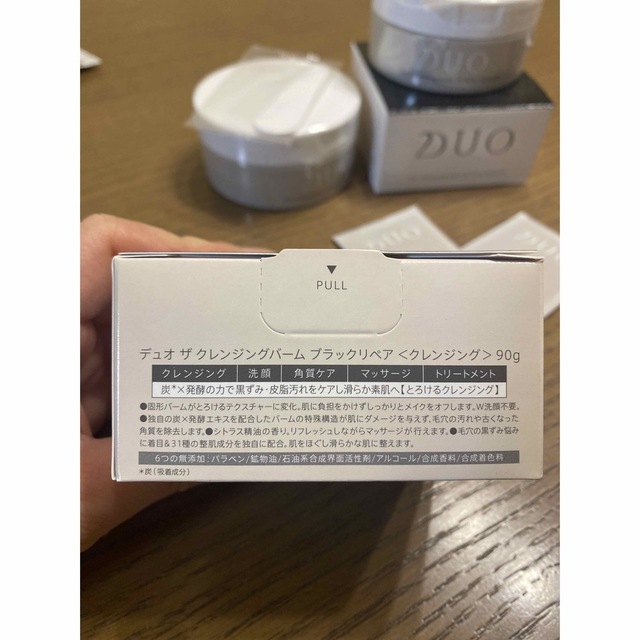 DUO
DUO
DUO
DUO
▼
PULL
デュオ ザ クレンジングバーム ブラックリペア <クレンジング> 90g
クレンジング 洗顔 角質ケア マッサージ トリートメント
炭*×発酵の力で黒ずみ・皮脂汚れをケアし滑らか素肌へ【とろけるクレンジング】
●固形バームがとろけるテクスチャーに変化。肌に負担をかけずしっかりとメイクをオフします。W洗顔不要。
●独自の炭×発酵エキスを配合したバームの特殊構造が肌にダメージを与えず、毛穴の汚れや古くなった
角質を除去します。●シトラス精油の香り。リフレッシュしながらマッサージが行えます。●毛穴の黒ずみ悩み
に着目&31種の整肌成分を独自に配合。肌をほぐし滑らかな肌に整えます。
6つの無添加:パラベン/鉱物油/石油系合成界面活性剤/アルコール/合成香料/合成着色料
*炭(吸着成分)